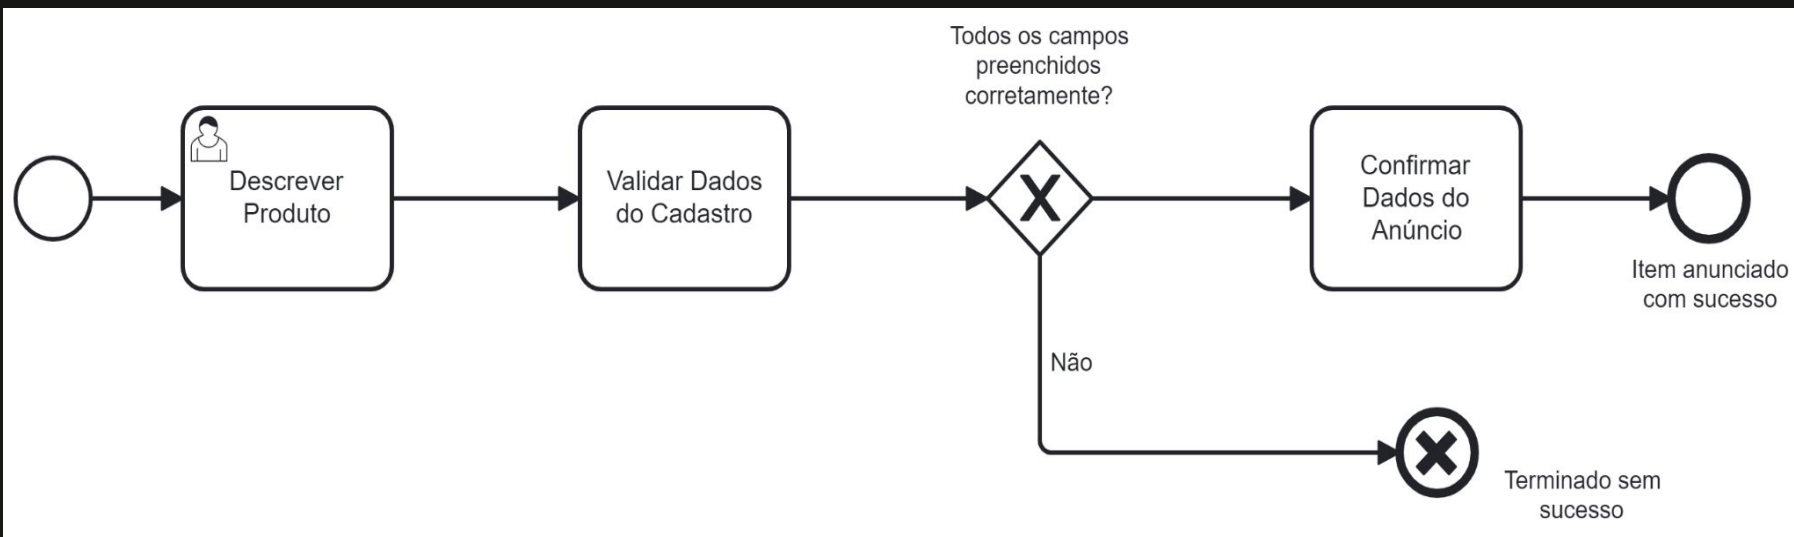 Todos os campos
preenchidos
corretamente?
Descrever
Produto
Validar Dados
do Cadastro
Confirmar
Dados do
Anúncio
Item anunciado
com sucesso
Não
Terminado sem
sucesso